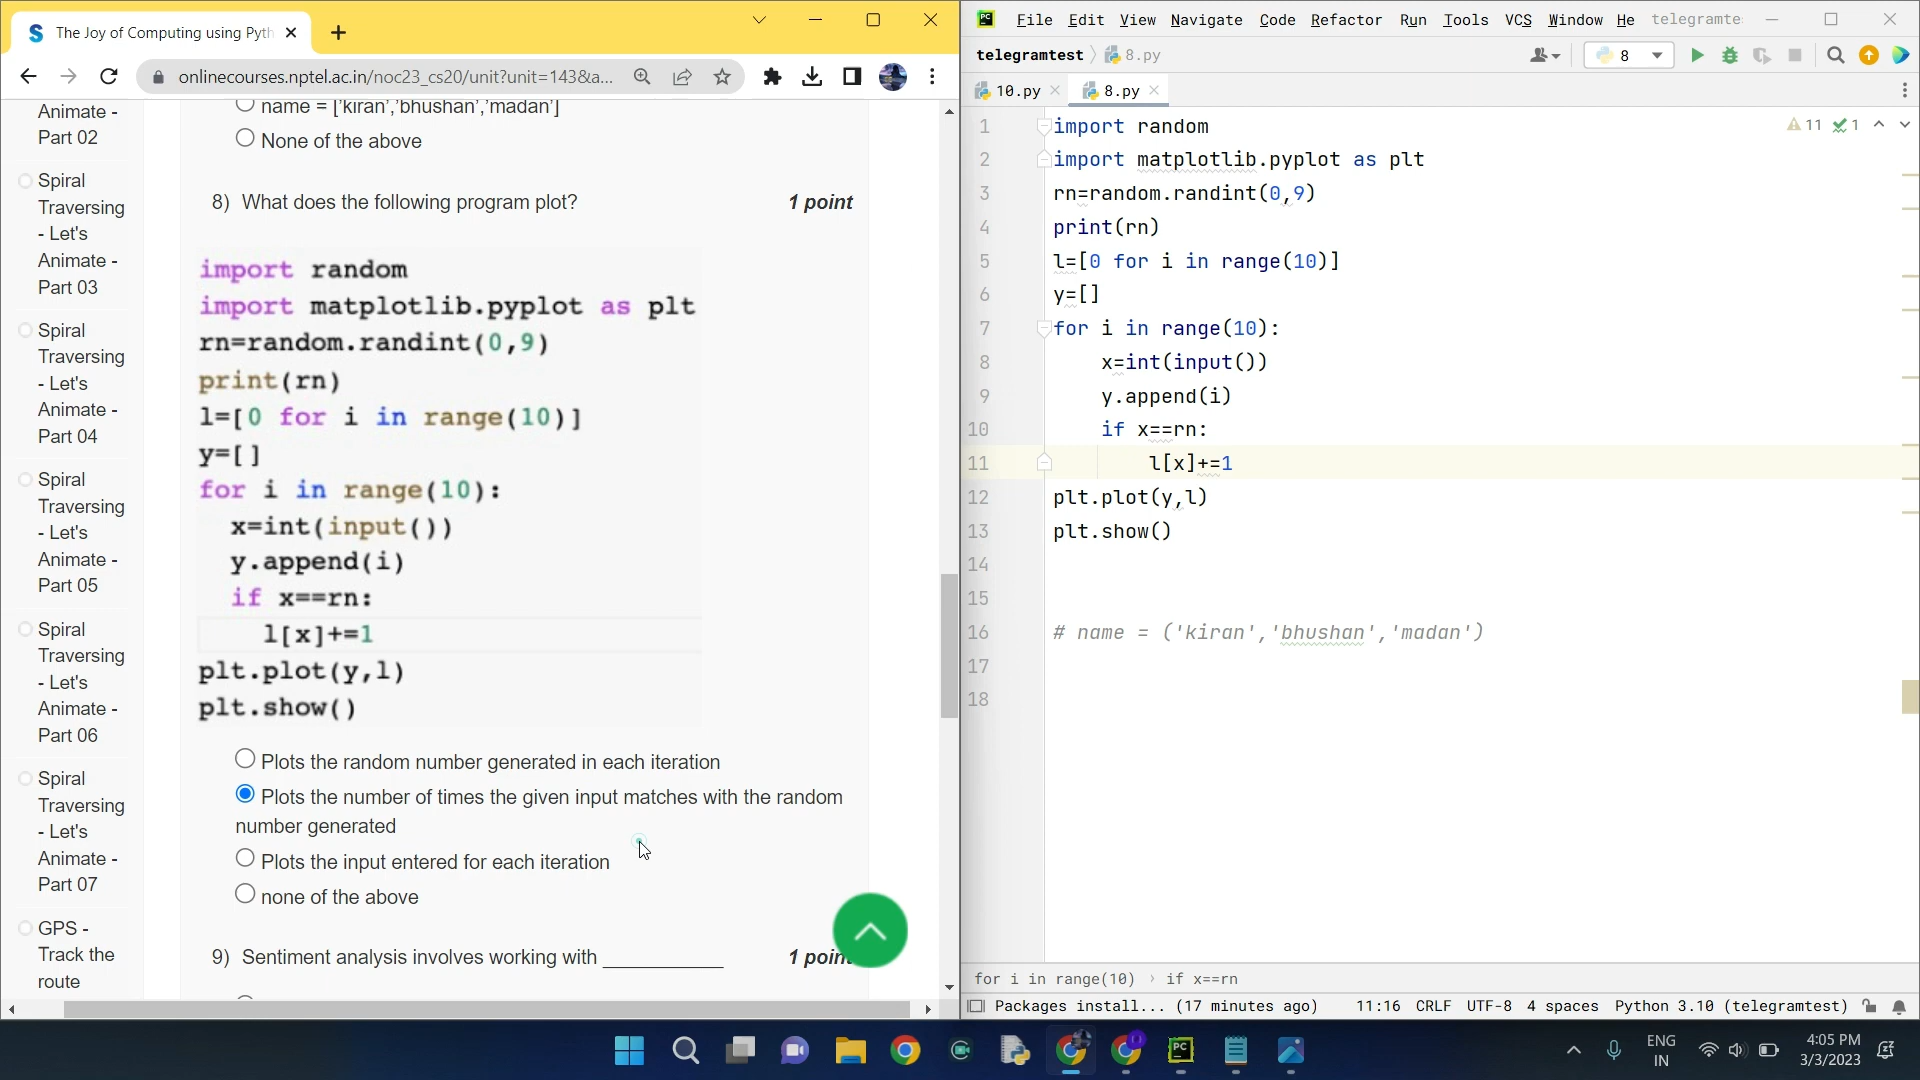 The Joy of Computing using Pyth
onlinecourses.nptel.ac.in/noc23_cs20/unit?unit=143&a...
Animate -
Part 02
Spiral
Traversing
- Let's
Animate -
Part 03
Spiral
Traversing
- Let's
Animate -
Part 04
Spiral
Traversing
- Let's
Animate -
Part 05
Spiral
Traversing
- Let's
Animate -
Part 06
Spiral
Traversing
- Let's
Animate -
Part 07
GPS -
Track the
route
name = ['kiran','bhushan','madan']
None of the above
8) What does the following program plot? 1 point
import random
import matplotlib.pyplot as plt
rn=random.randint(0,9)
print(rn)
l=[0 for i in range(10)]
y=[]
for i in range(10):
x=int(input())
y.append(i)
if x==rn:
l[x]+=1
plt.plot(y,l)
plt.show()
Plots the random number generated in each iteration
Plots the number of times the given input matches with the random
number generated
Plots the input entered for each iteration
none of the above
9) Sentiment analysis involves working with ___________ 1 poin
PC File Edit View Navigate Code Refactor Run Tools VCS Window He telegramte
telegramtest 8.py 8
10.py 8.py
11 1
1 import random
2 import matplotlib.pyplot as plt
3 rn=random.randint(0,9)
4 print(rn)
5 l=[0 for i in range(10)]
6 y=[]
7 for i in range(10):
8 x=int(input())
9 y.append(i)
10 if x==rn:
11 l[x]+=1
12 plt.plot(y,l)
13 plt.show()
14
15
16 # name = ('kiran','bhushan','madan')
17
18
for i in range(10) › if x==rn
Packages install... (17 minutes ago) 11:16 CRLF UTF-8 4 spaces Python 3.10 (telegramtest)
PC
ENG
IN
4:05 PM
3/3/2023